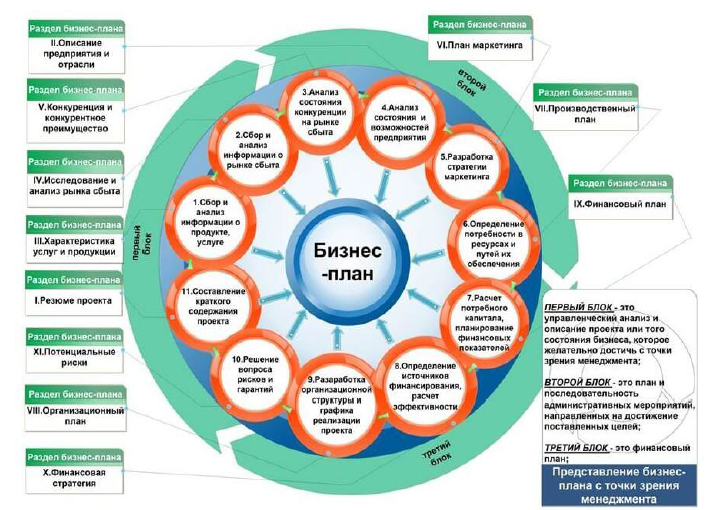 Раздел бизнес-плана
II.Описание
предприятия и
отрасли
Раздел бизнес-плана
V.Конкуренция и
конкурентное
преимущество
Раздел бизнес-плана
IV.Исследование и
анализ рынка сбыта
Раздел бизнес-плана
III.Характеристика
услуг и продукции
Раздел бизнес-плана
I.Резюме проекта
Раздел бизнес-плана
XI.Потенциальные
риски
Раздел бизнес-плана
VIII.Организационный
план
Раздел бизнес-плана
X.Финансовая
стратегия
первый
блок
второй
блок
третий
блок
1.Сбор
и
анализ
информации о
продукте,
услуге
2.Сбор и
анализ
информации о
рынке сбыта
3.Анализ
состояния
конкуренции
на рынке
сбыта
4.Анализ
состояния и
возможностей
предприятия
5.Разработка
стратегии
маркетинга
6.Определение
потребности в
ресурсах и
путей их
обеспечения
7.Расчет
потребного
капитала,
планирование
финансовых
показателей
8.Определение
источников
финансирования,
расчет
эффективности
9.Разаработка
организационной
структуры и
графика
реализации
проекта
10.Решение
вопроса
рисков и
гарантий
11.Составление
краткого
содержания
проекта
Бизнес
-план
Раздел бизнес-плана
VI.План маркетинга
Раздел бизнес-плана
VII.Производственный
план
Раздел бизнес-плана
IX.Финансовый план
ПЕРВЫЙ БЛОК - это
управленческий анализ и
описание проекта или того
состояния бизнеса, которое
желательно достичь с точки
зрения менеджмента;
ВТОРОЙ БЛОК - это план и
последовательность
административных мероприятий,
направленных на достижение
поставленных целей;
ТРЕТИЙ БЛОК - это финансовый
план;
Представление бизнес-
плана с точки зрения
менеджмента